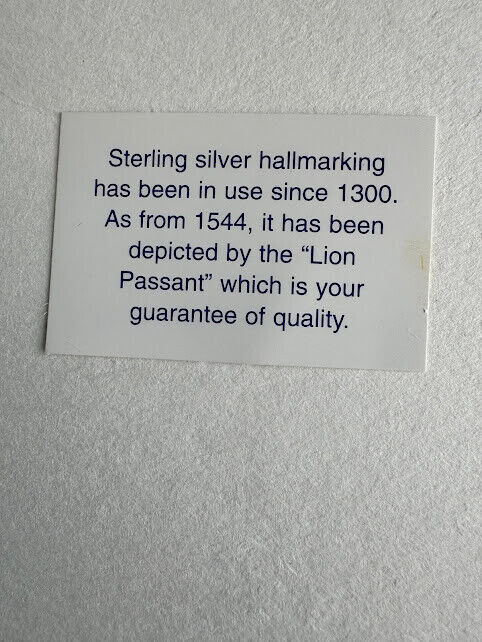 Sterling silver hallmarking
has been in use since 1300.
As from 1544, it has been
depicted by the “Lion
Passant” which is your
guarantee of quality.